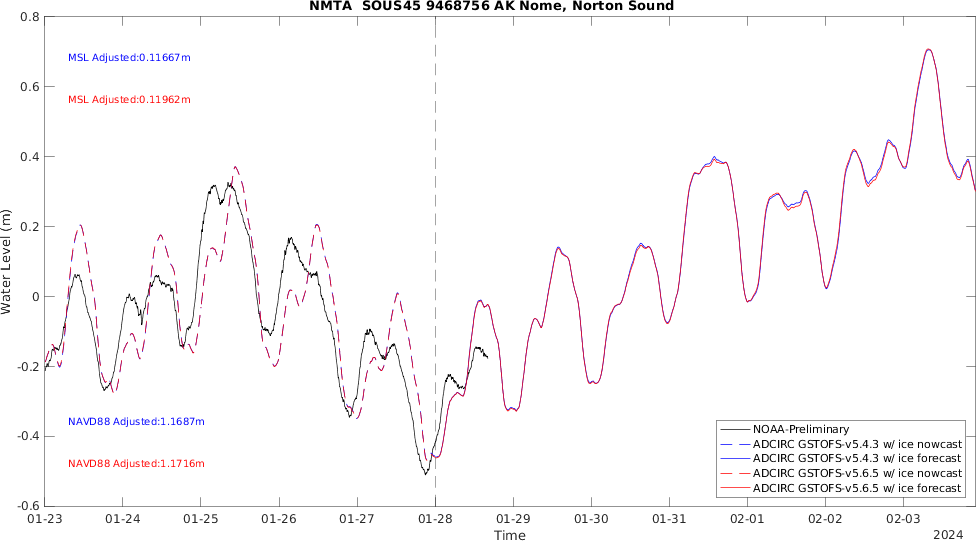 NMTA SOUS45 9468756 AK Nome, Norton Sound
0.8
0.6
0.4
0.2
0
-0.2
-0.4
-0.6
Water Level (m)
MSL Adjusted:0.11667m
MSL Adjusted:0.11962m
NAVD88 Adjusted:1.1687m
NAVD88 Adjusted:1.1716m
NOAA-Preliminary
ADCIRC GSTOFS-v5.4.3 w/ ice nowcast
ADCIRC GSTOFS-v5.4.3 w/ ice forecast
ADCIRC GSTOFS-v5.6.5 w/ ice nowcast
ADCIRC GSTOFS-v5.6.5 w/ ice forecast
01-23 01-24 01-25 01-26 01-27 01-28 01-29 01-30 01-31 02-01 02-02 02-03
Time
2024